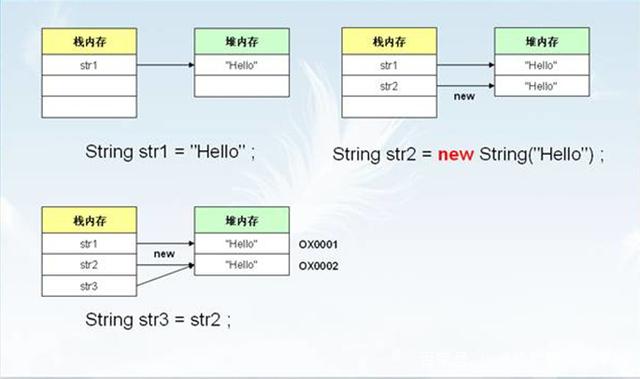 栈内存 堆内存
str1 "Hello"
String str1 = "Hello" ;
栈内存 堆内存
str1 "Hello"
str2 "Hello"
new
String str2 = new String("Hello") ;
栈内存 堆内存
str1 "Hello" OX0001
new
str2 "Hello" OX0002
str3
String str3 = str2 ;